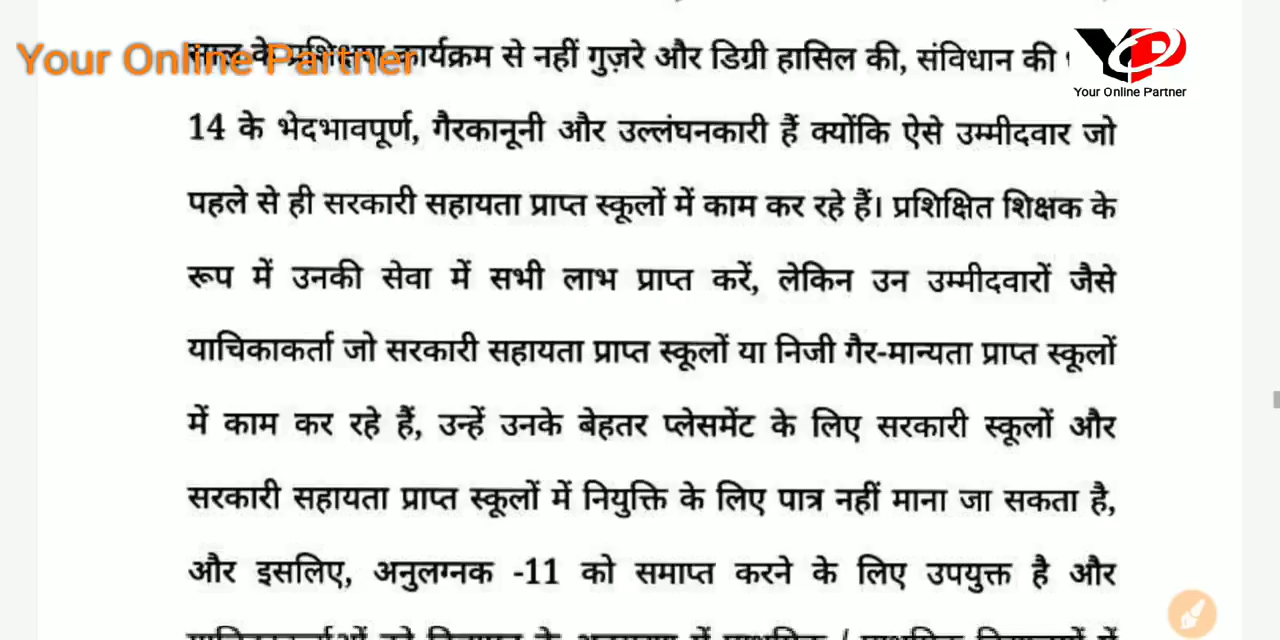 Your Online Partner
के प्रशिक्षण कार्यक्रम से नहीं गुज़रे और डिग्री हासिल की, संविधान की
Your Online Partner
14 के भेदभावपूर्ण, गैरकानूनी और उल्लंघनकारी हैं क्योंकि ऐसे उम्मीदवार जो
पहले से ही सरकारी सहायता प्राप्त स्कूलों में काम कर रहे हैं। प्रशिक्षित शिक्षक के
रूप में उनकी सेवा में सभी लाभ प्राप्त करें, लेकिन उन उम्मीदवारों जैसे
याचिकाकर्ता जो सरकारी सहायता प्राप्त स्कूलों या निजी गैर-मान्यता प्राप्त स्कूलों
में काम कर रहे हैं, उन्हें उनके बेहतर प्लेसमेंट के लिए सरकारी स्कूलों और
सरकारी सहायता प्राप्त स्कूलों में नियुक्ति के लिए पात्र नहीं माना जा सकता है,
और इसलिए, अनुलग्नक -11 को समाप्त करने के लिए उपयुक्त है और